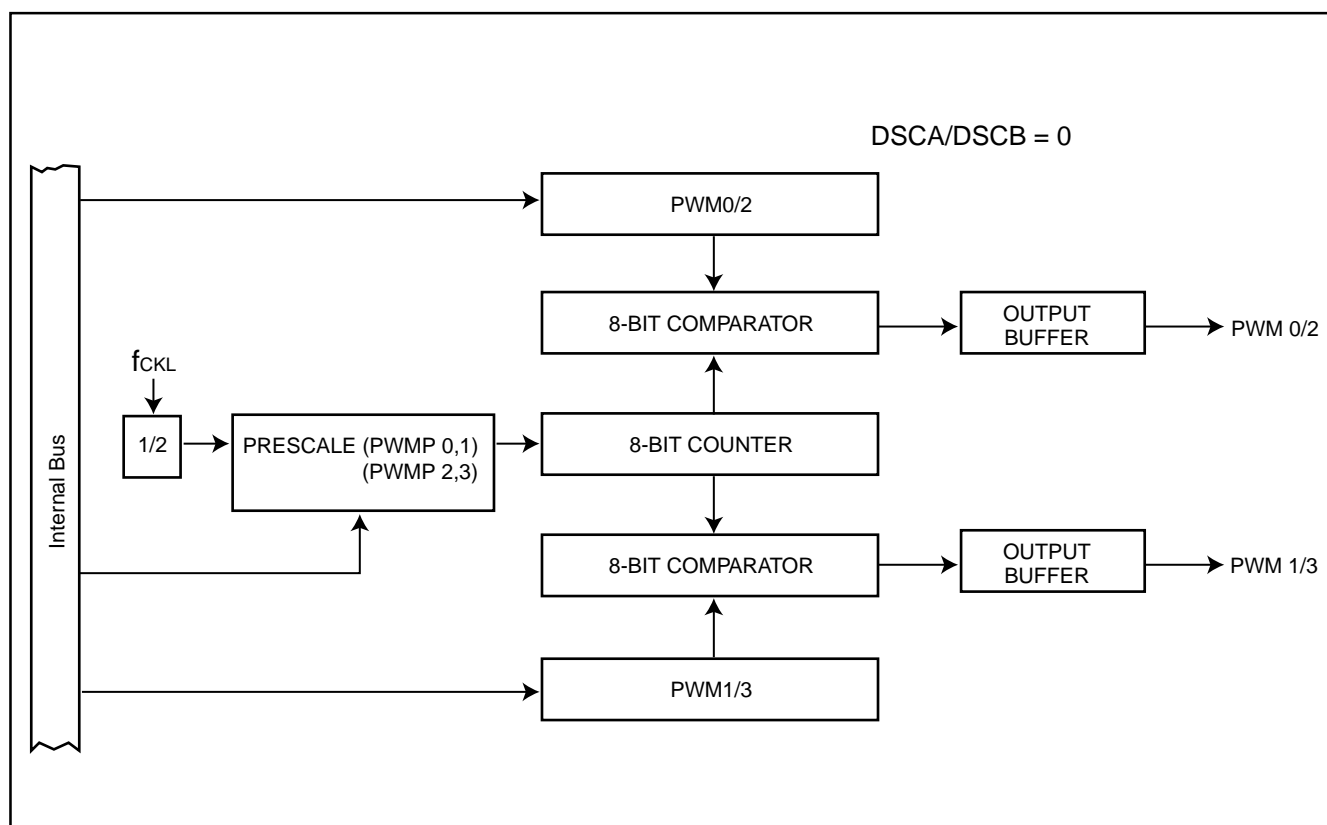 DSCA/DSCB = 0
PWM0/2
8-BIT COMPARATOR
OUTPUT
BUFFER
PWM 0/2
fCKL
1/2
PRESCALE (PWMP 0,1)
(PWMP 2,3)
8-BIT COUNTER
Internal Bus
8-BIT COMPARATOR
OUTPUT
BUFFER
PWM 1/3
PWM1/3